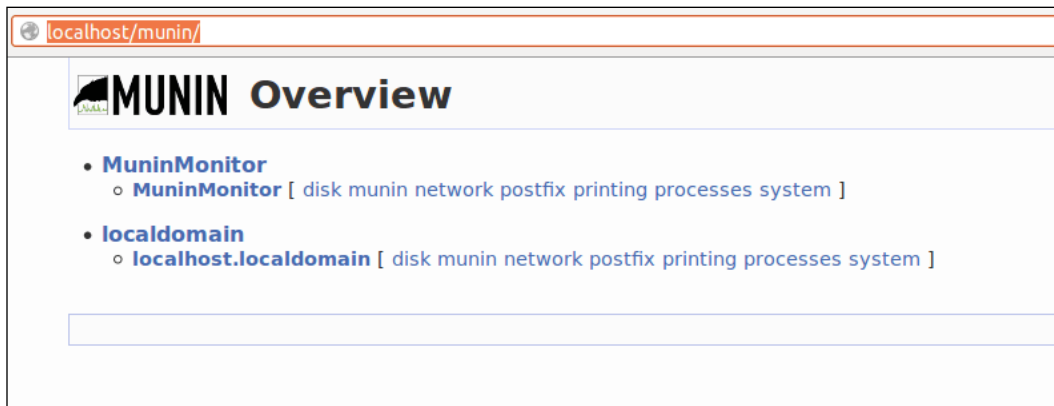 localhost/munin/
MUNIN Overview
MuninMonitor
MuninMonitor [ disk munin network postfix printing processes system ]
localdomain
localhost.localdomain [ disk munin network postfix printing processes system ]